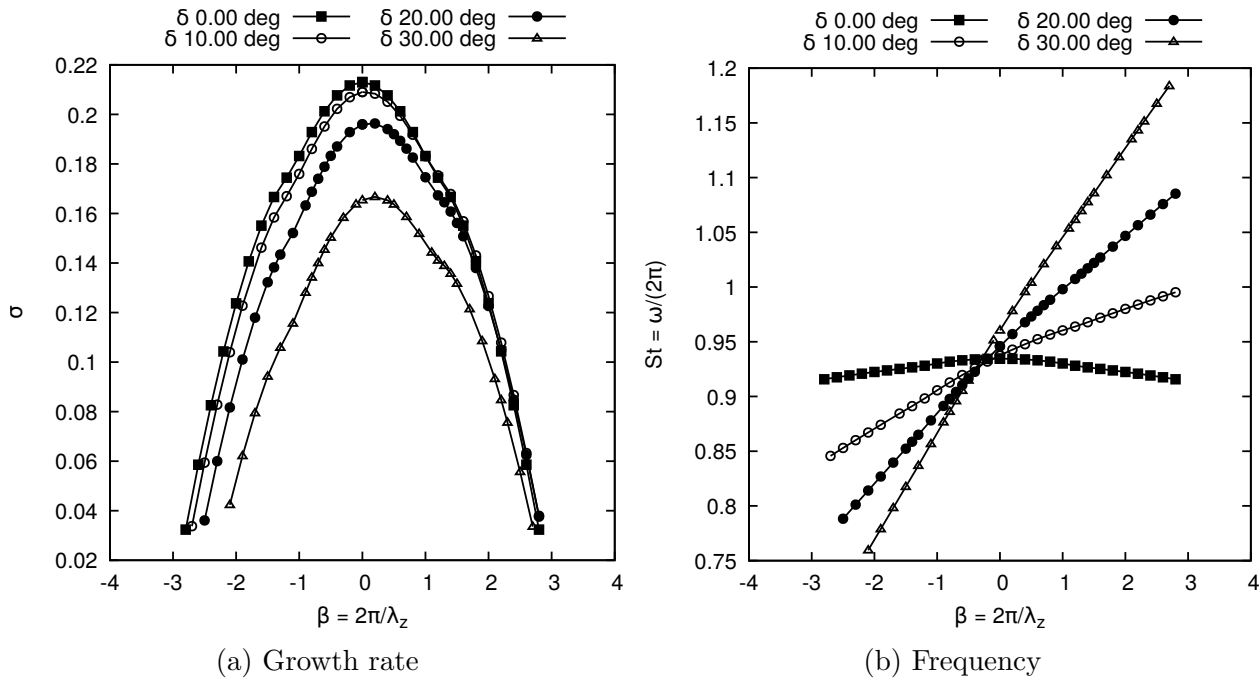 δ 0.00 deg
δ 10.00 deg
δ 20.00 deg
δ 30.00 deg
0.22
0.2
0.18
0.16
0.14
0.12
0.1
0.08
0.06
0.04
0.02
σ
-4 -3 -2 -1 0 1 2 3 4
β = 2π/λz
(a) Growth rate
δ 0.00 deg
δ 10.00 deg
δ 20.00 deg
δ 30.00 deg
1.2
1.15
1.1
1.05
1
0.95
0.9
0.85
0.8
0.75
St = ω/(2π)
-4 -3 -2 -1 0 1 2 3 4
β = 2π/λz
(b) Frequency